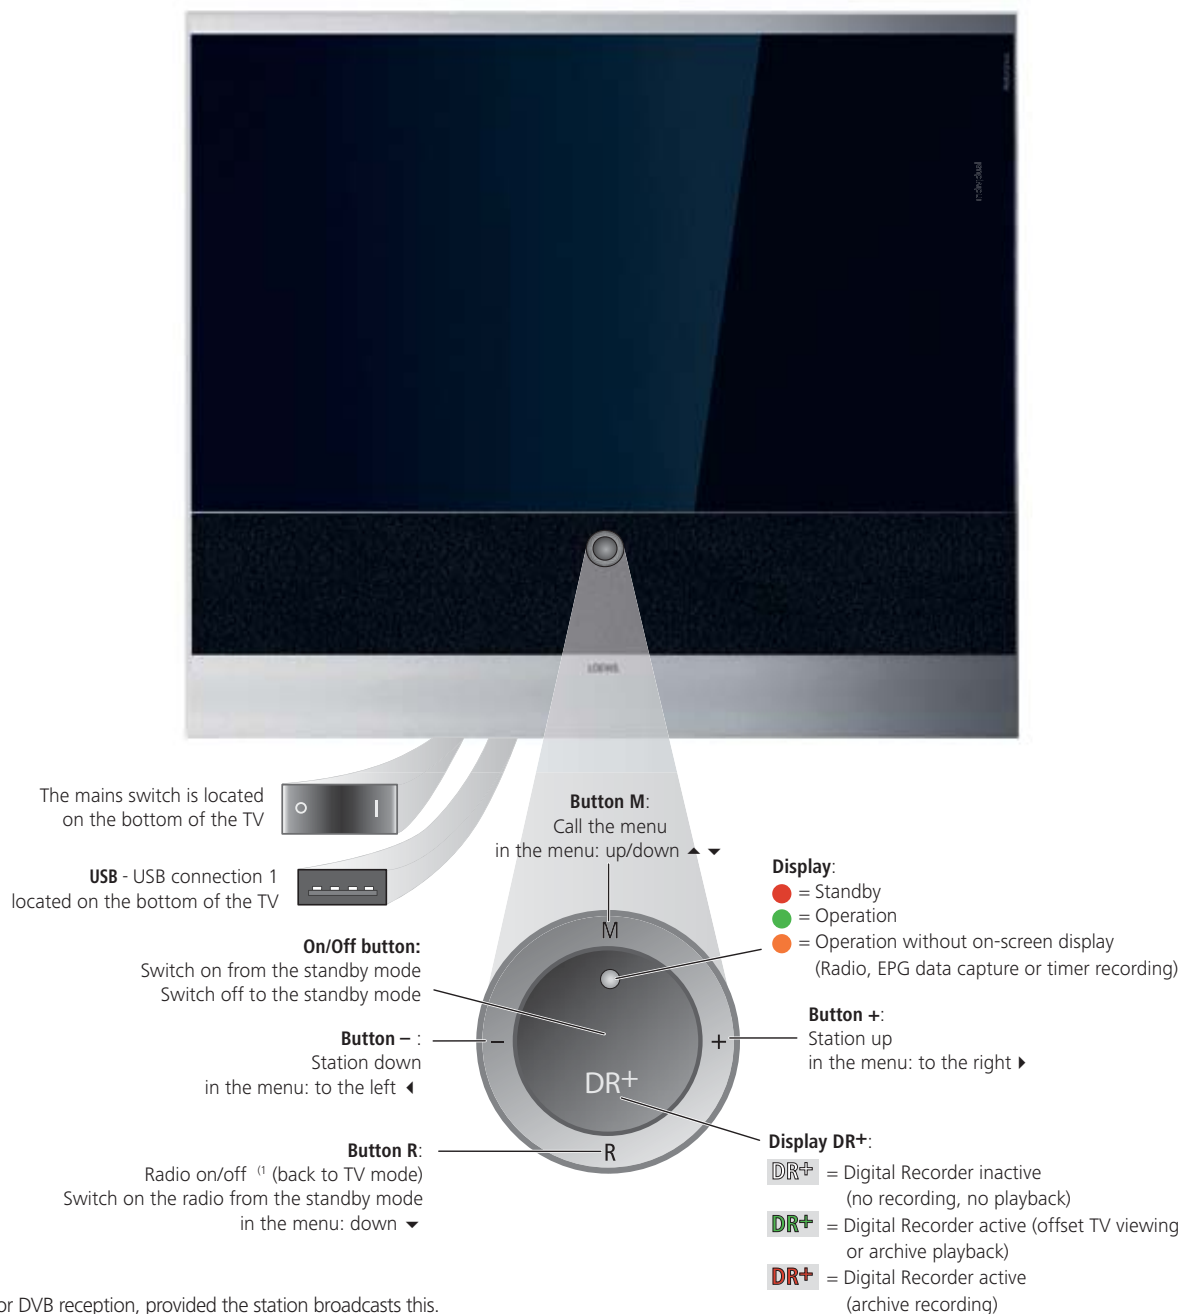 LOEWE.
The mains switch is located
on the bottom of the TV
USB - USB connection 1
located on the bottom of the TV
Button M:
Call the menu
in the menu: up/down ▲ ▼
Display:
= Standby
= Operation
= Operation without on-screen display
(Radio, EPG data capture or timer recording)
On/Off button:
Switch on from the standby mode
Switch off to the standby mode
Button – :
Station down
in the menu: to the left ◀
Button +:
Station up
in the menu: to the right ▶
M
–
+
DR+
R
Button R:
Radio on/off (1 (back to TV mode)
Switch on the radio from the standby mode
in the menu: down ▼
Display DR+:
DR+ = Digital Recorder inactive
(no recording, no playback)
DR+ = Digital Recorder active (offset TV viewing
or archive playback)
DR+ = Digital Recorder active
(archive recording)
or DVB reception, provided the station broadcasts this.